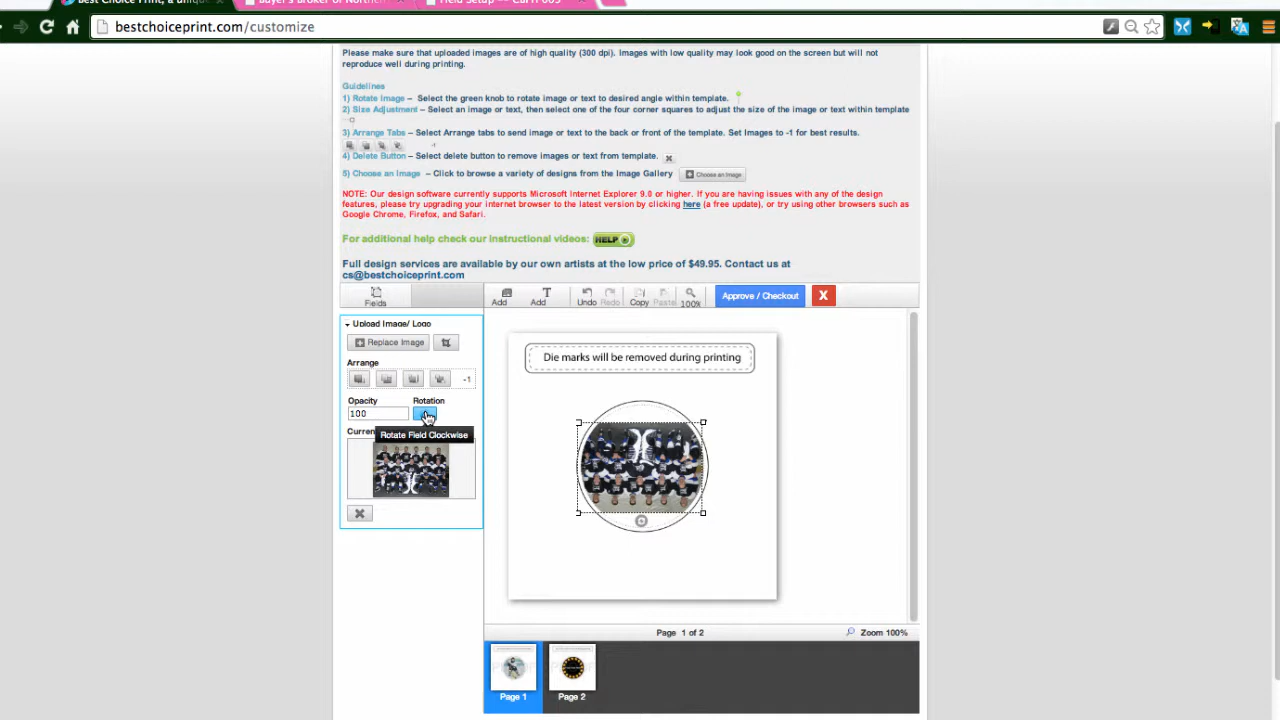 bestchoiceprint.com/customize
Please make sure that uploaded images are of high quality (300 dpi). Images with low quality may look good on the screen but will not
reproduce well during printing.
Guidelines
1) Rotate Image – Select the green knob to rotate image or text to desired angle within template.
2) Size Adjustment – Select an image or text, then select one of the four corner squares to adjust the size of the image or text within template
3) Arrange Tabs – Select Arrange tabs to send image or text to the back or front of the template. Set Images to -1 for best results.
4) Delete Button – Select delete button to remove images or text from template.
5) Choose an Image – Click to browse a variety of designs from the Image Gallery Choose an Image
NOTE: Our design software currently supports Microsoft Internet Explorer 9.0 or higher. If you are having issues with any of the design
features, please try upgrading your internet browser to the latest version by clicking here (a free update), or try using other browsers such as
Google Chrome, Firefox, and Safari.
For additional help check our instructional videos: HELP
Full design services are available by our own artists at the low price of $49.95. Contact us at
cs@bestchoiceprint.com
Fields
Add Add Undo Redo Copy Paste 100% Approve / Checkout X
Upload Image/ Logo
Replace Image
Arrange
-1
Opacity Rotation
100
Rotate Field Clockwise
Die marks will be removed during printing
Page 1 of 2 Zoom 100%
Page 1 Page 2